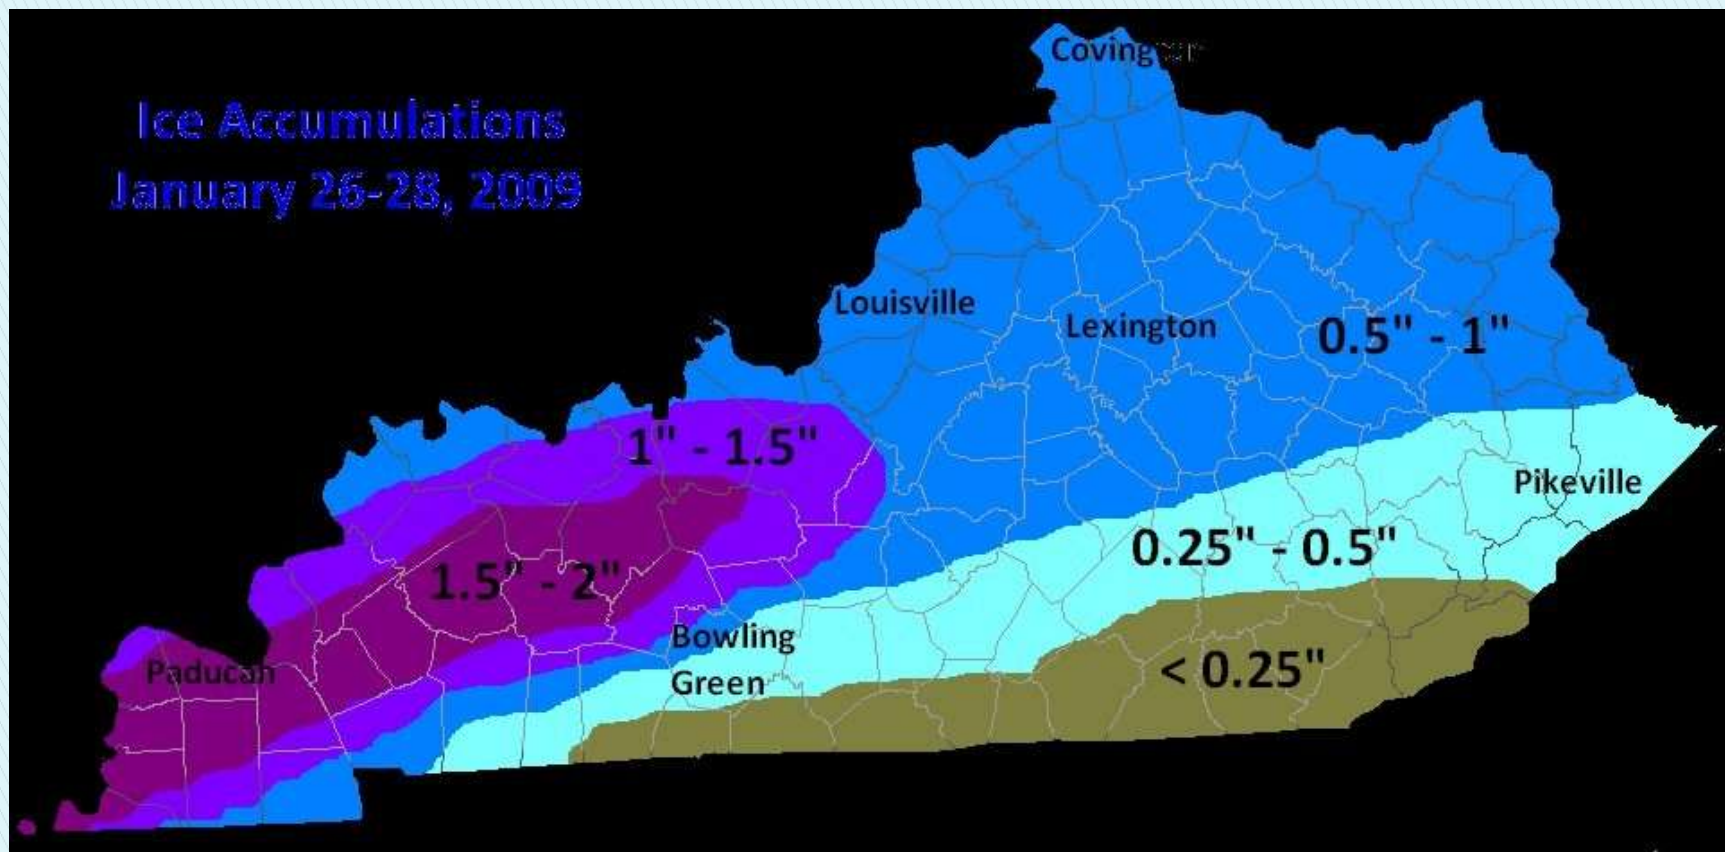 Covington
Ice Accumulations
January 26-28, 2009
Louisville
Lexington
0.5" - 1"
1" - 1.5"
Pikeville
0.25" - 0.5"
1.5" - 2"
Bowling
Green
< 0.25"
Paducah